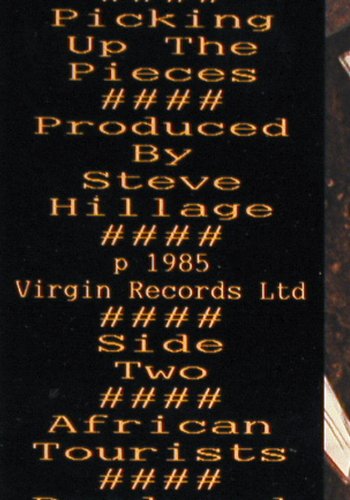 ####
Picking
Up The
Pieces
####
Produced
By
Steve
Hillage
####
p 1985
Virgin Records Ltd
####
Side
Two
####
African
Tourists
####